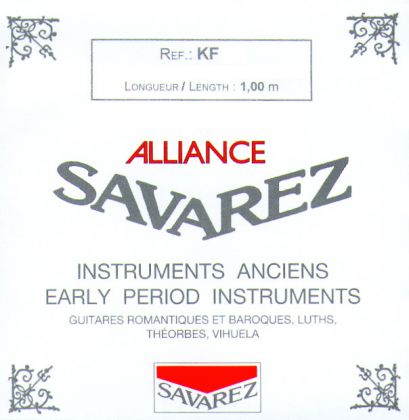 REF.: KF
LONGUEUR / LENGTH : 1,00 m
ALLIANCE
SAVAREZ
INSTRUMENTS ANCIENS
EARLY PERIOD INSTRUMENTS
GUITARES ROMANTIQUES ET BAROQUES, LUTHS,
THÉORBES, VIHUELA
SAVAREZ